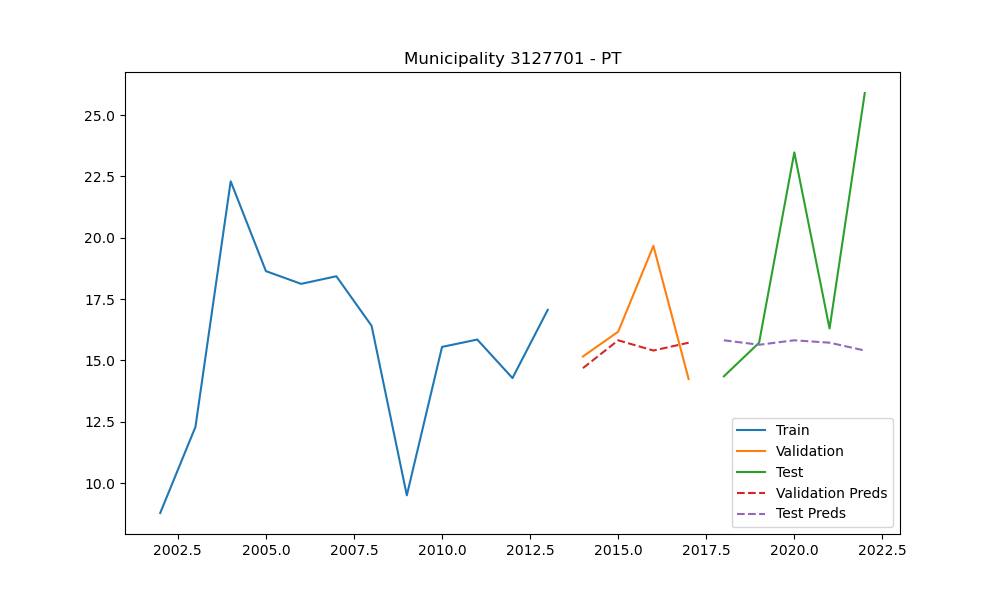 Municipality 3127701 - PT
25.0
22.5
20.0
17.5
15.0
12.5
10.0
2002.5 2005.0 2007.5 2010.0 2012.5 2015.0 2017.5 2020.0 2022.5
Train
Validation
Test
Validation Preds
Test Preds